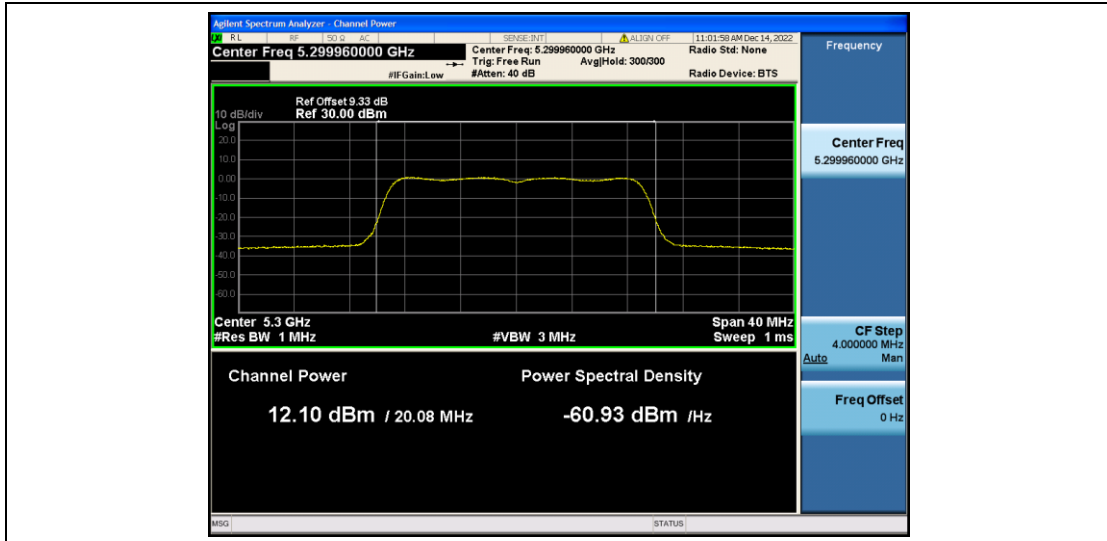 Agilent Spectrum Analyzer - Channel Power
RL RF 50 Ω AC SENSE:INT ALIGN OFF 11:01:58 AM Dec 14, 2022
Center Freq 5.299960000 GHz
Center Freq: 5.299960000 GHz Radio Std: None
Trig: Free Run Avg|Hold: 300/300
#IFGain:Low #Atten: 40 dB Radio Device: BTS
Frequency
Ref Offset 9.33 dB
10 dB/div Ref 30.00 dBm
Log
20.0
10.0
0.00
-10.0
-20.0
-30.0
-40.0
-50.0
-60.0
Center Freq
5.299960000 GHz
Center 5.3 GHz Span 40 MHz
#Res BW 1 MHz #VBW 3 MHz Sweep 1 ms
CF Step
4.000000 MHz
Auto Man
Channel Power Power Spectral Density
12.10 dBm / 20.08 MHz -60.93 dBm /Hz
Freq Offset
0 Hz
MSG STATUS